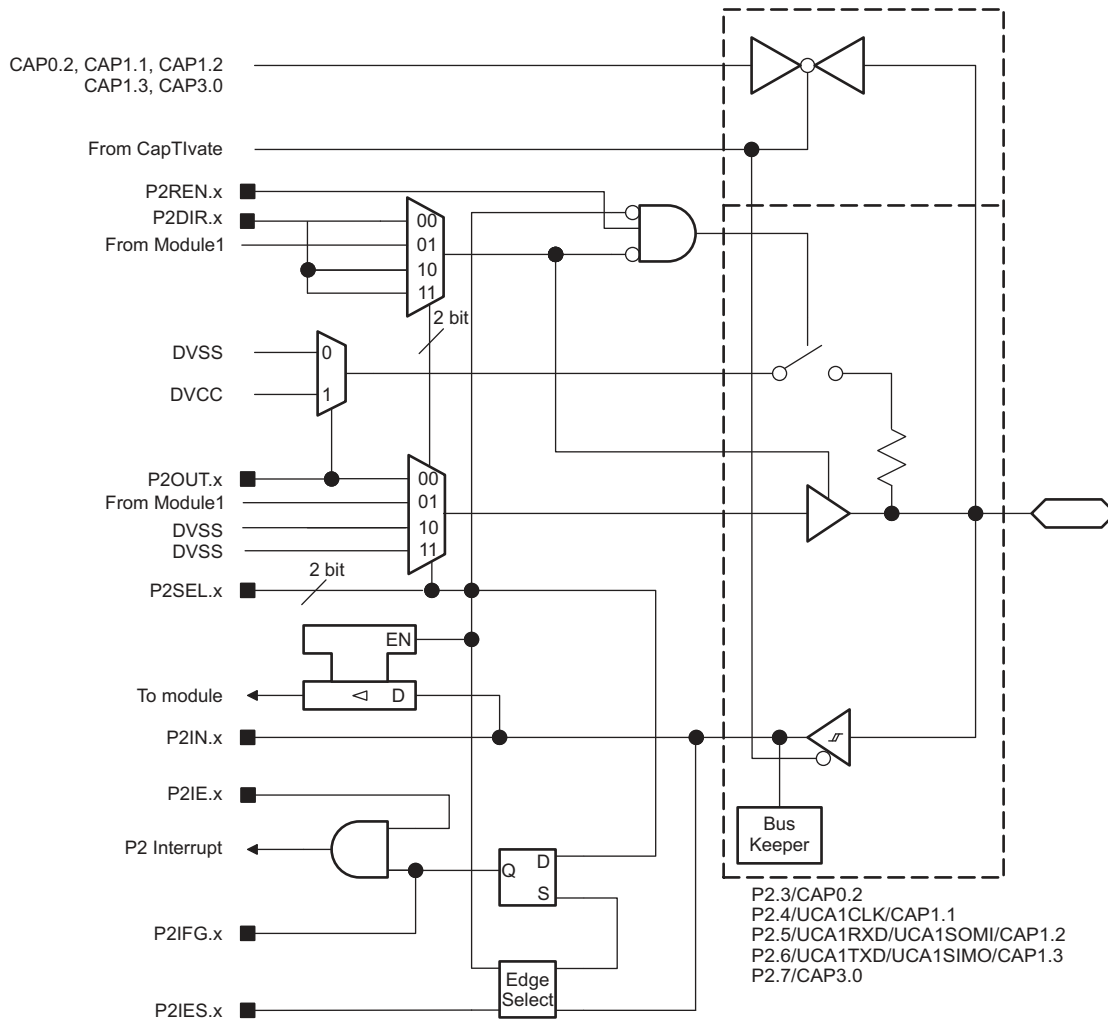 CAP0.2, CAP1.1, CAP1.2
CAP1.3, CAP3.0
From CapTIvate
P2REN.x
P2DIR.x
From Module1
00
01
10
11
2 bit
DVSS
DVCC
0
1
P2OUT.x
From Module1
DVSS
DVSS
00
01
10
11
P2SEL.x
2 bit
EN
D
To module
P2IN.x
P2IE.x
P2 Interrupt
Q
D
S
P2IFG.x
Edge
Select
P2IES.x
Bus
Keeper
P2.3/CAP0.2
P2.4/UCA1CLK/CAP1.1
P2.5/UCA1RXD/UCA1SOMI/CAP1.2
P2.6/UCA1TXD/UCA1SIMO/CAP1.3
P2.7/CAP3.0